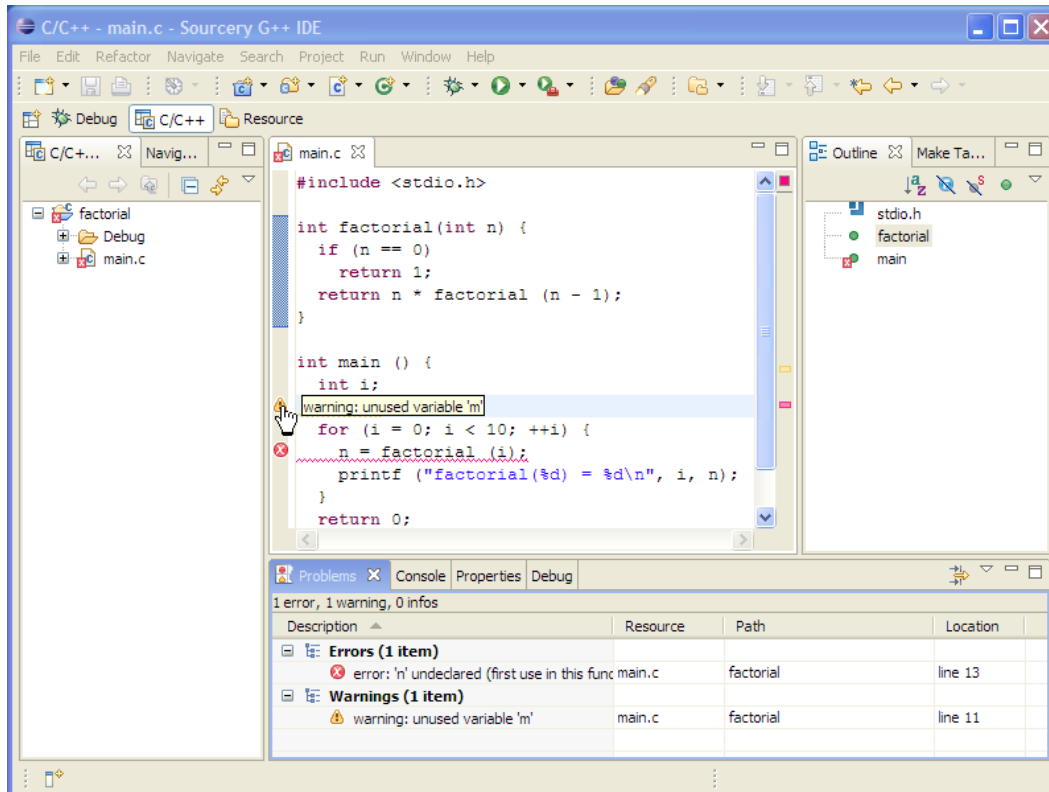 C/C++ - main.c - Sourcery G++ IDE
File Edit Refactor Navigate Search Project Run Window Help
Debug C/C++ Resource
C/C+... Navig...
factorial
Debug
main.c
main.c
#include <stdio.h>
int factorial(int n) {
if (n == 0)
return 1;
return n * factorial (n - 1);
}
int main () {
int i;
warning: unused variable 'm'
for (i = 0; i < 10; ++i) {
n = factorial (i);
printf ("factorial(%d) = %d\n", i, n);
}
return 0;
Outline Make Ta...
stdio.h
factorial
main
Problems Console Properties Debug
1 error, 1 warning, 0 infos
Description Resource Path Location
Errors (1 item)
error: 'n' undeclared (first use in this func main.c factorial line 13
Warnings (1 item)
warning: unused variable 'm' main.c factorial line 11